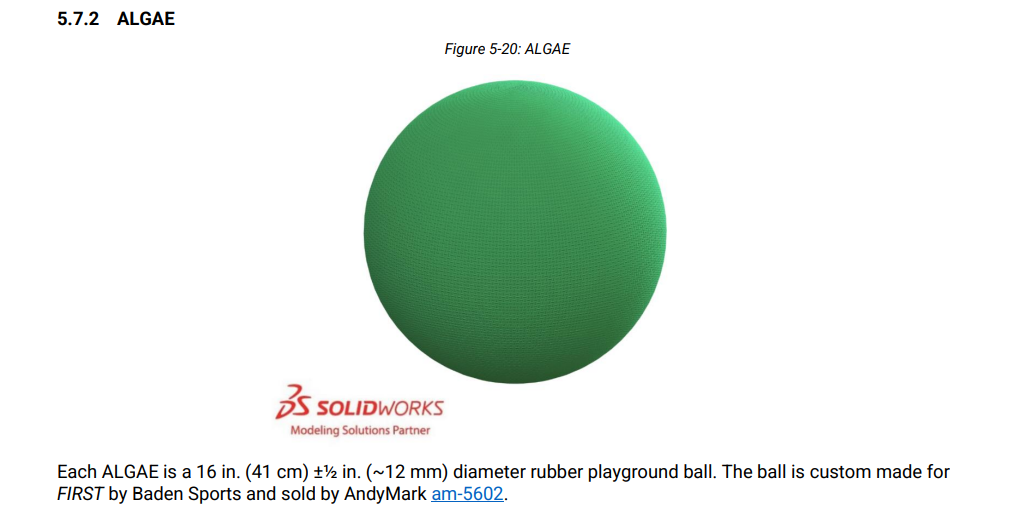 5.7.2 ALGAE
Figure 5-20: ALGAE
SOLIDWORKS
Modeling Solutions Partner
Each ALGAE is a 16 in. (41 cm) ±½ in. (~12 mm) diameter rubber playground ball. The ball is custom made for
FIRST by Baden Sports and sold by AndyMark am-5602.